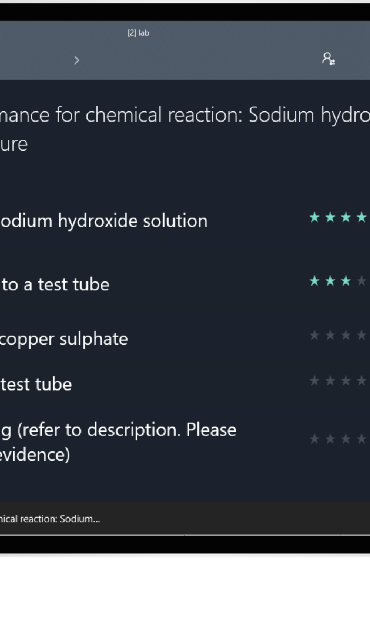 [2] lab
mance for chemical reaction: Sodium hydro
ure
odium hydroxide solution
to a test tube
copper sulphate
test tube
g (refer to description. Please
evidence)
nical reaction: Sodium...